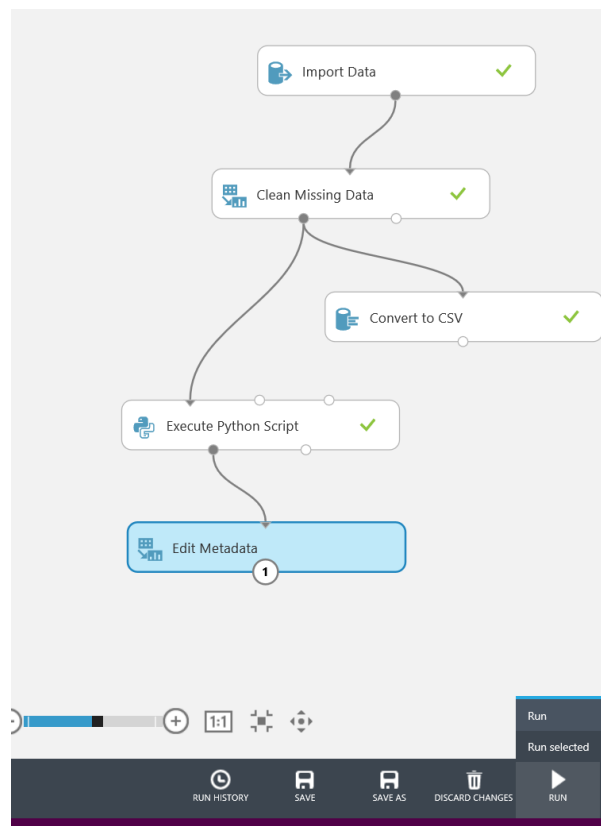 Import Data
Clean Missing Data
Convert to CSV
Execute Python Script
Edit Metadata
1
1:1
Run
Run selected
RUN HISTORY
SAVE
SAVE AS
DISCARD CHANGES
RUN